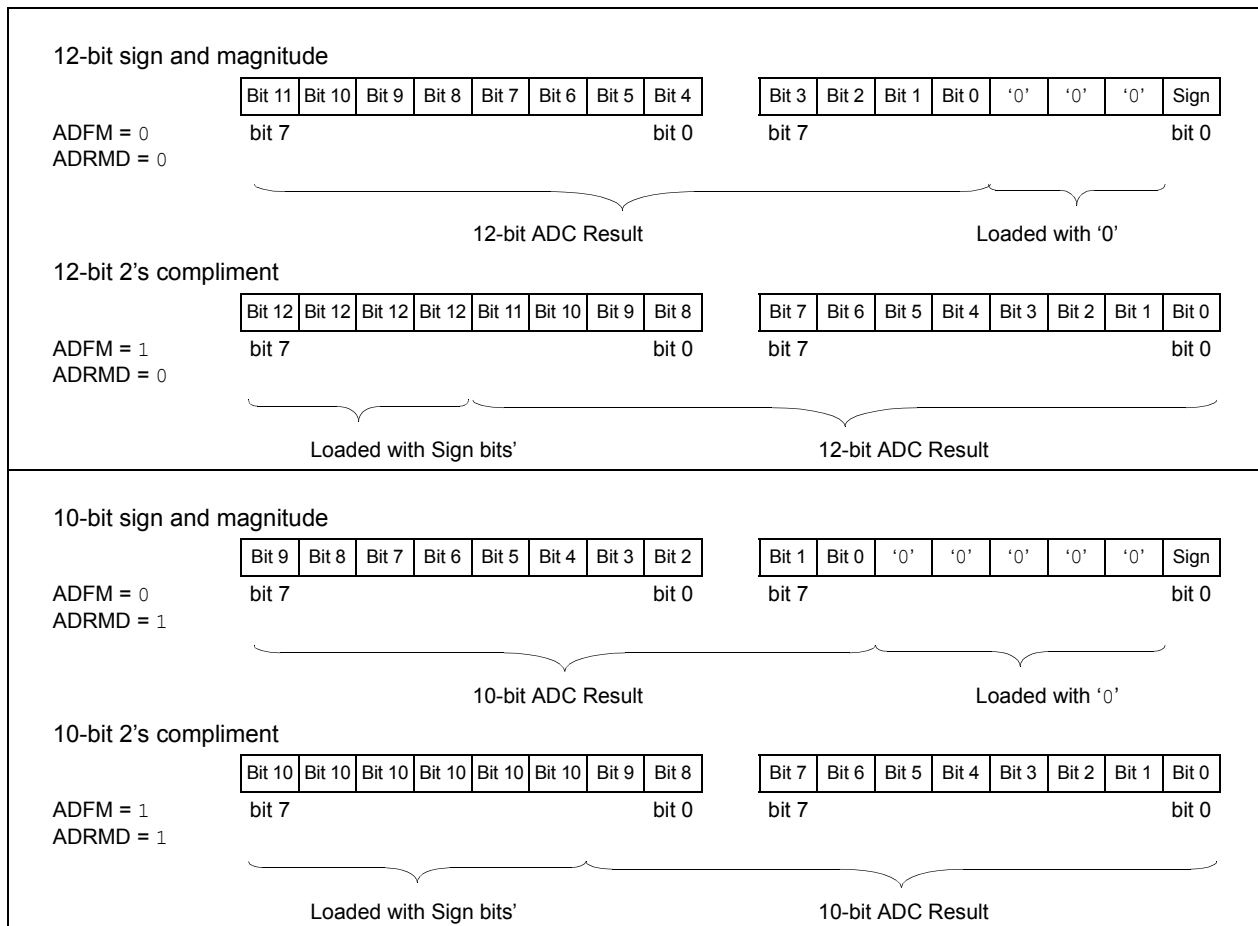 12-bit sign and magnitude
Bit 11 Bit 10 Bit 9 Bit 8 Bit 7 Bit 6 Bit 5 Bit 4 Bit 3 Bit 2 Bit 1 Bit 0 ‘0’ ‘0’ ‘0’ Sign
ADFM = 0 bit 7 bit 0 bit 7 bit 0
ADRMD = 0
12-bit ADC Result Loaded with ‘0’
12-bit 2’s compliment
Bit 12 Bit 12 Bit 12 Bit 12 Bit 11 Bit 10 Bit 9 Bit 8 Bit 7 Bit 6 Bit 5 Bit 4 Bit 3 Bit 2 Bit 1 Bit 0
ADFM = 1 bit 7 bit 0 bit 7 bit 0
ADRMD = 0
Loaded with Sign bits’ 12-bit ADC Result
10-bit sign and magnitude
Bit 9 Bit 8 Bit 7 Bit 6 Bit 5 Bit 4 Bit 3 Bit 2 Bit 1 Bit 0 ‘0’ ‘0’ ‘0’ ‘0’ ‘0’ Sign
ADFM = 0 bit 7 bit 0 bit 7 bit 0
ADRMD = 1
10-bit ADC Result Loaded with ‘0’
10-bit 2’s compliment
Bit 10 Bit 10 Bit 10 Bit 10 Bit 10 Bit 10 Bit 9 Bit 8 Bit 7 Bit 6 Bit 5 Bit 4 Bit 3 Bit 2 Bit 1 Bit 0
ADFM = 1 bit 7 bit 0 bit 7 bit 0
ADRMD = 1
Loaded with Sign bits’ 10-bit ADC Result